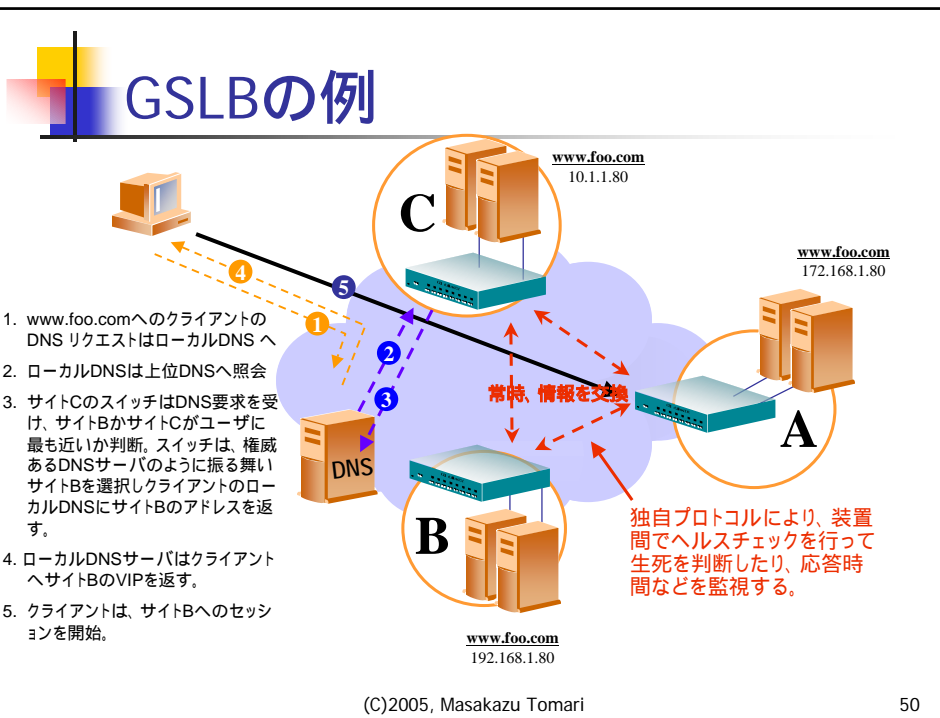 GSLBの例
www.foo.com
10.1.1.80
C
www.foo.com
172.168.1.80
4
5
1
2
3
1. www.foo.comへのクライアントの
DNS リクエストはローカルDNS へ
2. ローカルDNSは上位DNSへ照会
3. サイトCのスイッチはDNS要求を受
け、サイトBかサイトCがユーザに
最も近いか判断。スイッチは、権威
あるDNSサーバのように振る舞い
サイトBを選択しクライアントのロー
カルDNSにサイトBのアドレスを返
す。
4. ローカルDNSサーバはクライアント
へサイトBのVIPを返す。
5. クライアントは、サイトBへのセッシ
ョンを開始。
常時、情報を交換
A
DNS
B
独自プロトコルにより、装置
間でヘルスチェックを行って
生死を判断したり、応答時
間などを監視する。
www.foo.com
192.168.1.80
(C)2005, Masakazu Tomari
50